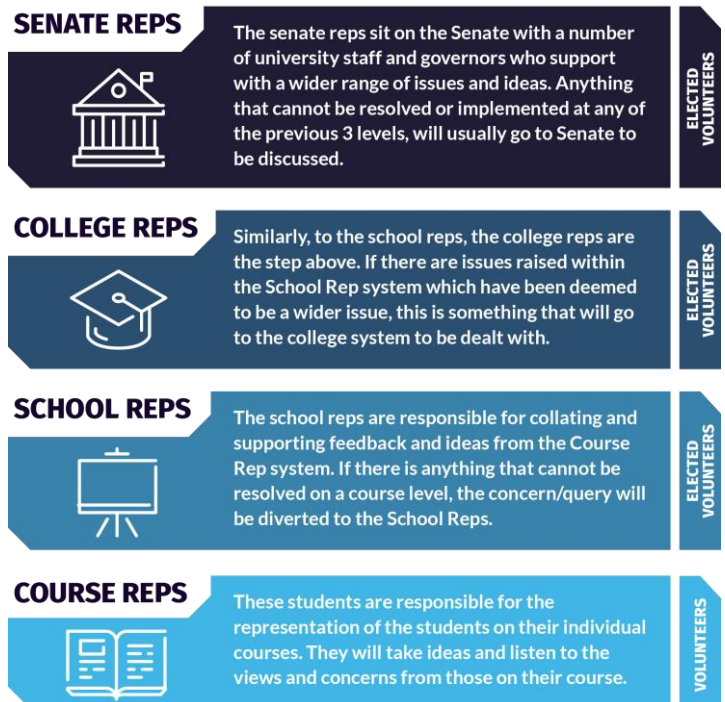 SENATE REPS
The senate reps sit on the Senate with a number
of university staff and governors who support
with a wider range of issues and ideas. Anything
that cannot be resolved or implemented at any of
the previous 3 levels, will usually go to Senate to
be discussed.
ELECTED
VOLUNTEERS
COLLEGE REPS
Similarly, to the school reps, the college reps are
the step above. If there are issues raised within
the School Rep system which have been deemed
to be a wider issue, this is something that will go
to the college system to be dealt with.
ELECTED
VOLUNTEERS
SCHOOL REPS
The school reps are responsible for collating and
supporting feedback and ideas from the Course
Rep system. If there is anything that cannot be
resolved on a course level, the concern/query will
be diverted to the School Reps.
ELECTED
VOLUNTEERS
COURSE REPS
These students are responsible for the
representation of the students on their individual
courses. They will take ideas and listen to the
views and concerns from those on their course.
VOLUNTEERS